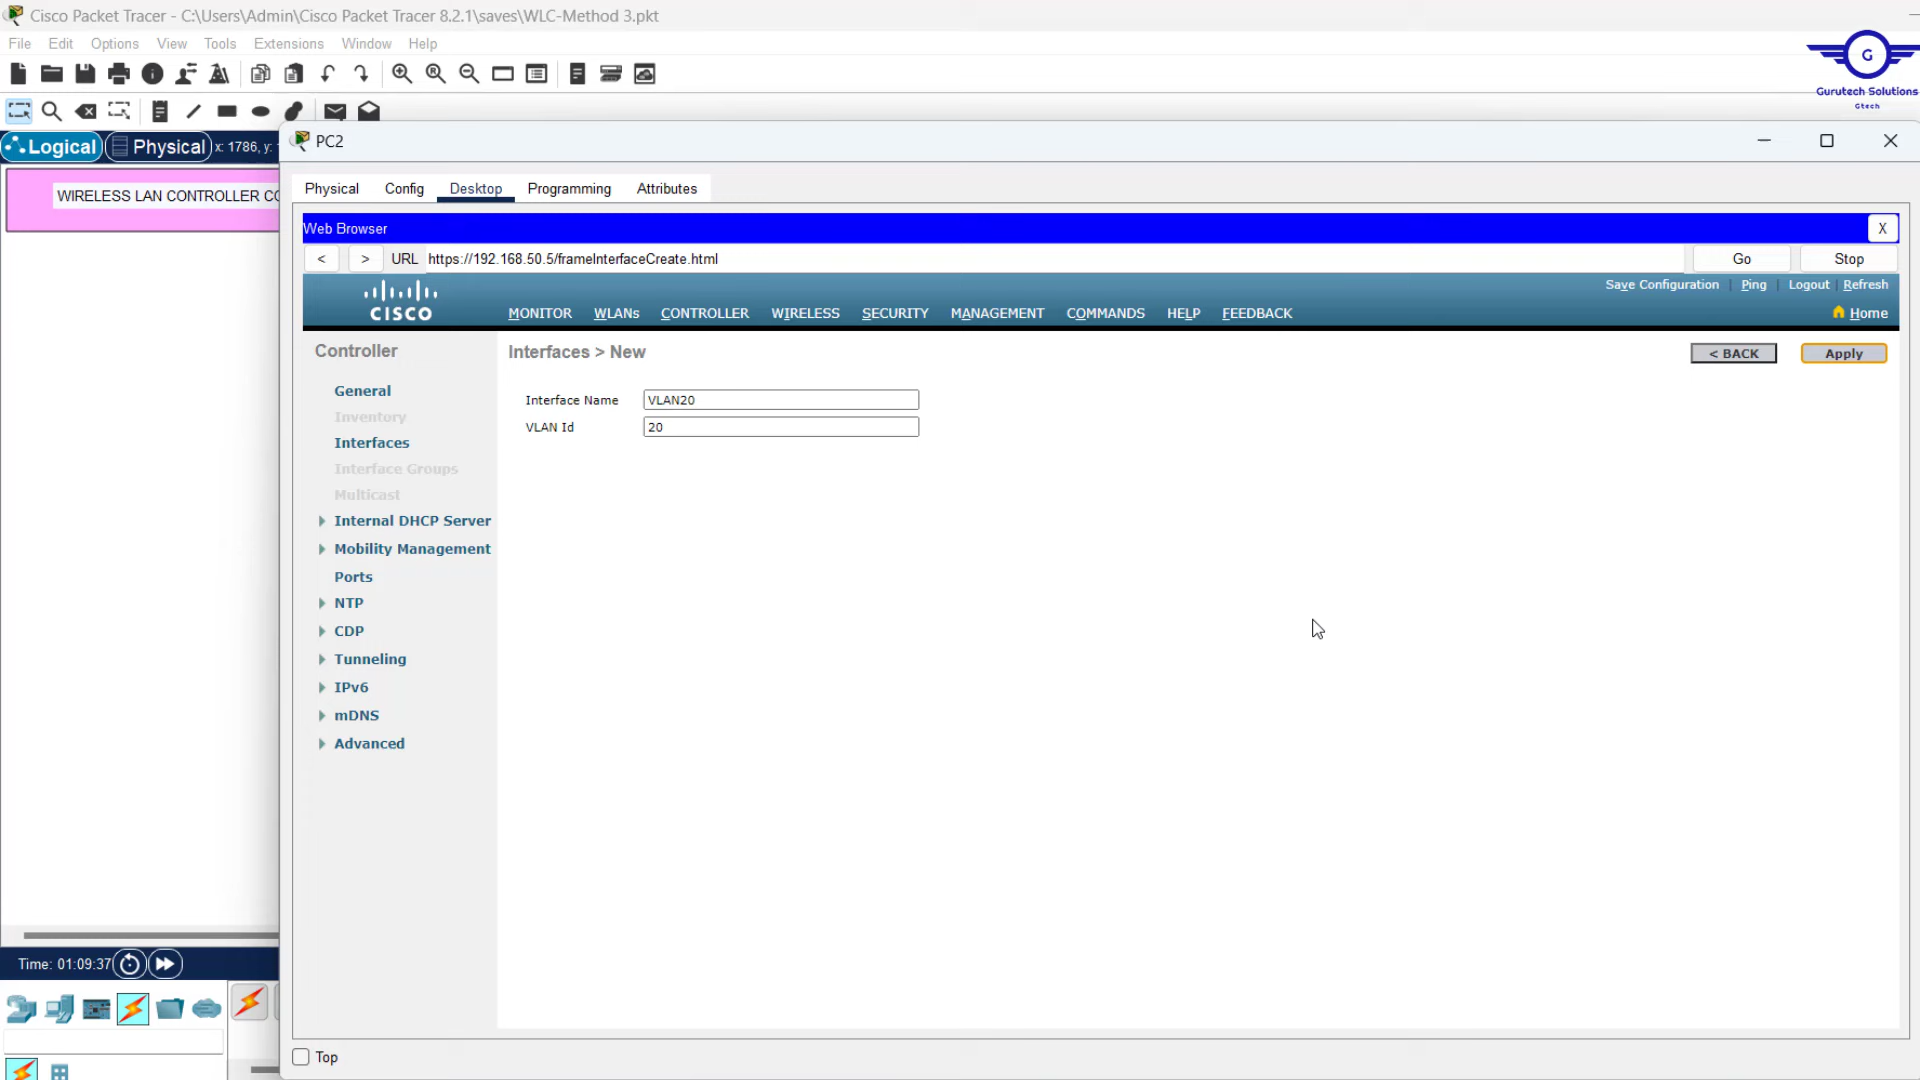 Cisco Packet Tracer - C:\Users\Admin\Cisco Packet Tracer 8.2.1\saves\WLC-Method 3.pkt
File Edit Options View Tools Extensions Window Help
G
Gurutech Solutions
Gtech
Logical Physical x: 1786, y:
PC2
WIRELESS LAN CONTROLLER CO
Physical Config Desktop Programming Attributes
Web Browser X
< > URL https://192.168.50.5/frameInterfaceCreate.html Go Stop
Save Configuration | Ping | Logout | Refresh
CISCO MONITOR WLANs CONTROLLER WIRELESS SECURITY MANAGEMENT COMMANDS HELP FEEDBACK Home
Controller
Interfaces > New < BACK Apply
General
Inventory
Interfaces
Interface Groups
Multicast
Internal DHCP Server
Mobility Management
Ports
NTP
CDP
Tunneling
IPv6
mDNS
Advanced
Interface Name VLAN20
VLAN Id 20
Time: 01:09:37
Top